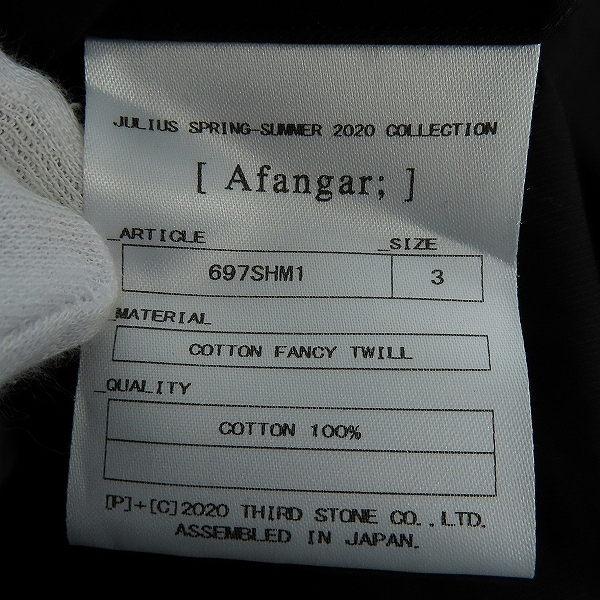 JULIUS SPRING-SUMMER 2020 COLLECTION
[ Afangar; ]
_ARTICLE _SIZE
697SHM1 3
_MATERIAL
COTTON FANCY TWILL
_QUALITY
COTTON 100%
[P]+[C]2020 THIRD STONE CO.,LTD.
ASSEMBLED IN JAPAN.